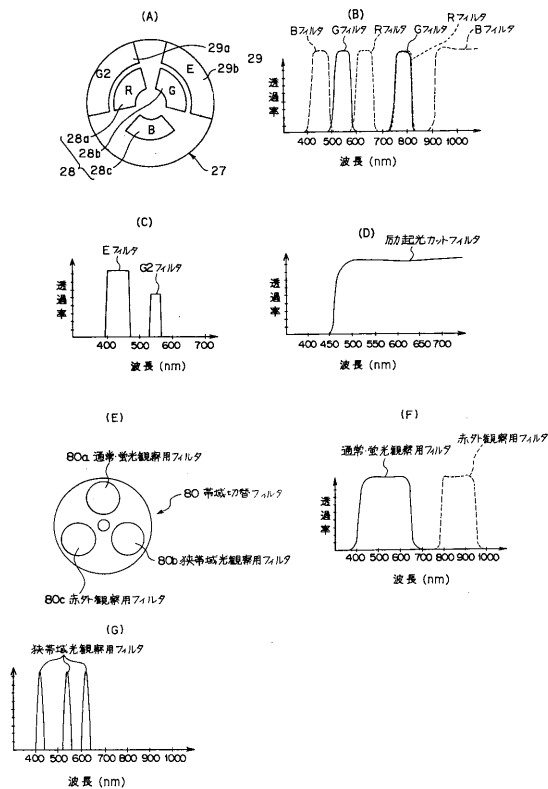 (A)
29a
G2
E
29b
29
R
G
B
28a
28b
28
28c
27
(B)
Bフィルタ
Gフィルタ
Rフィルタ
Gフィルタ
Rフィルタ
Bフィルタ
透過率
400 500 600 700 800 900 1000
波長 (nm)
(C)
Eフィルタ
G2フィルタ
透過率
400 500 600 700
波長 (nm)
(D)
励起光カットフィルタ
透過率
400 450 500 550 600 650 700
波長 (nm)
(E)
80a 通常・蛍光観察用フィルタ
80 帯域切替フィルタ
80b 狭帯域光観察用フィルタ
80c 赤外観察用フィルタ
(F)
通常・蛍光観察用フィルタ
赤外観察用フィルタ
透過率
400 500 600 700 800 900 1000
波長 (nm)
(G)
狭帯域光観察用フィルタ
400 500 600 700 800 900 1000
波長 (nm)